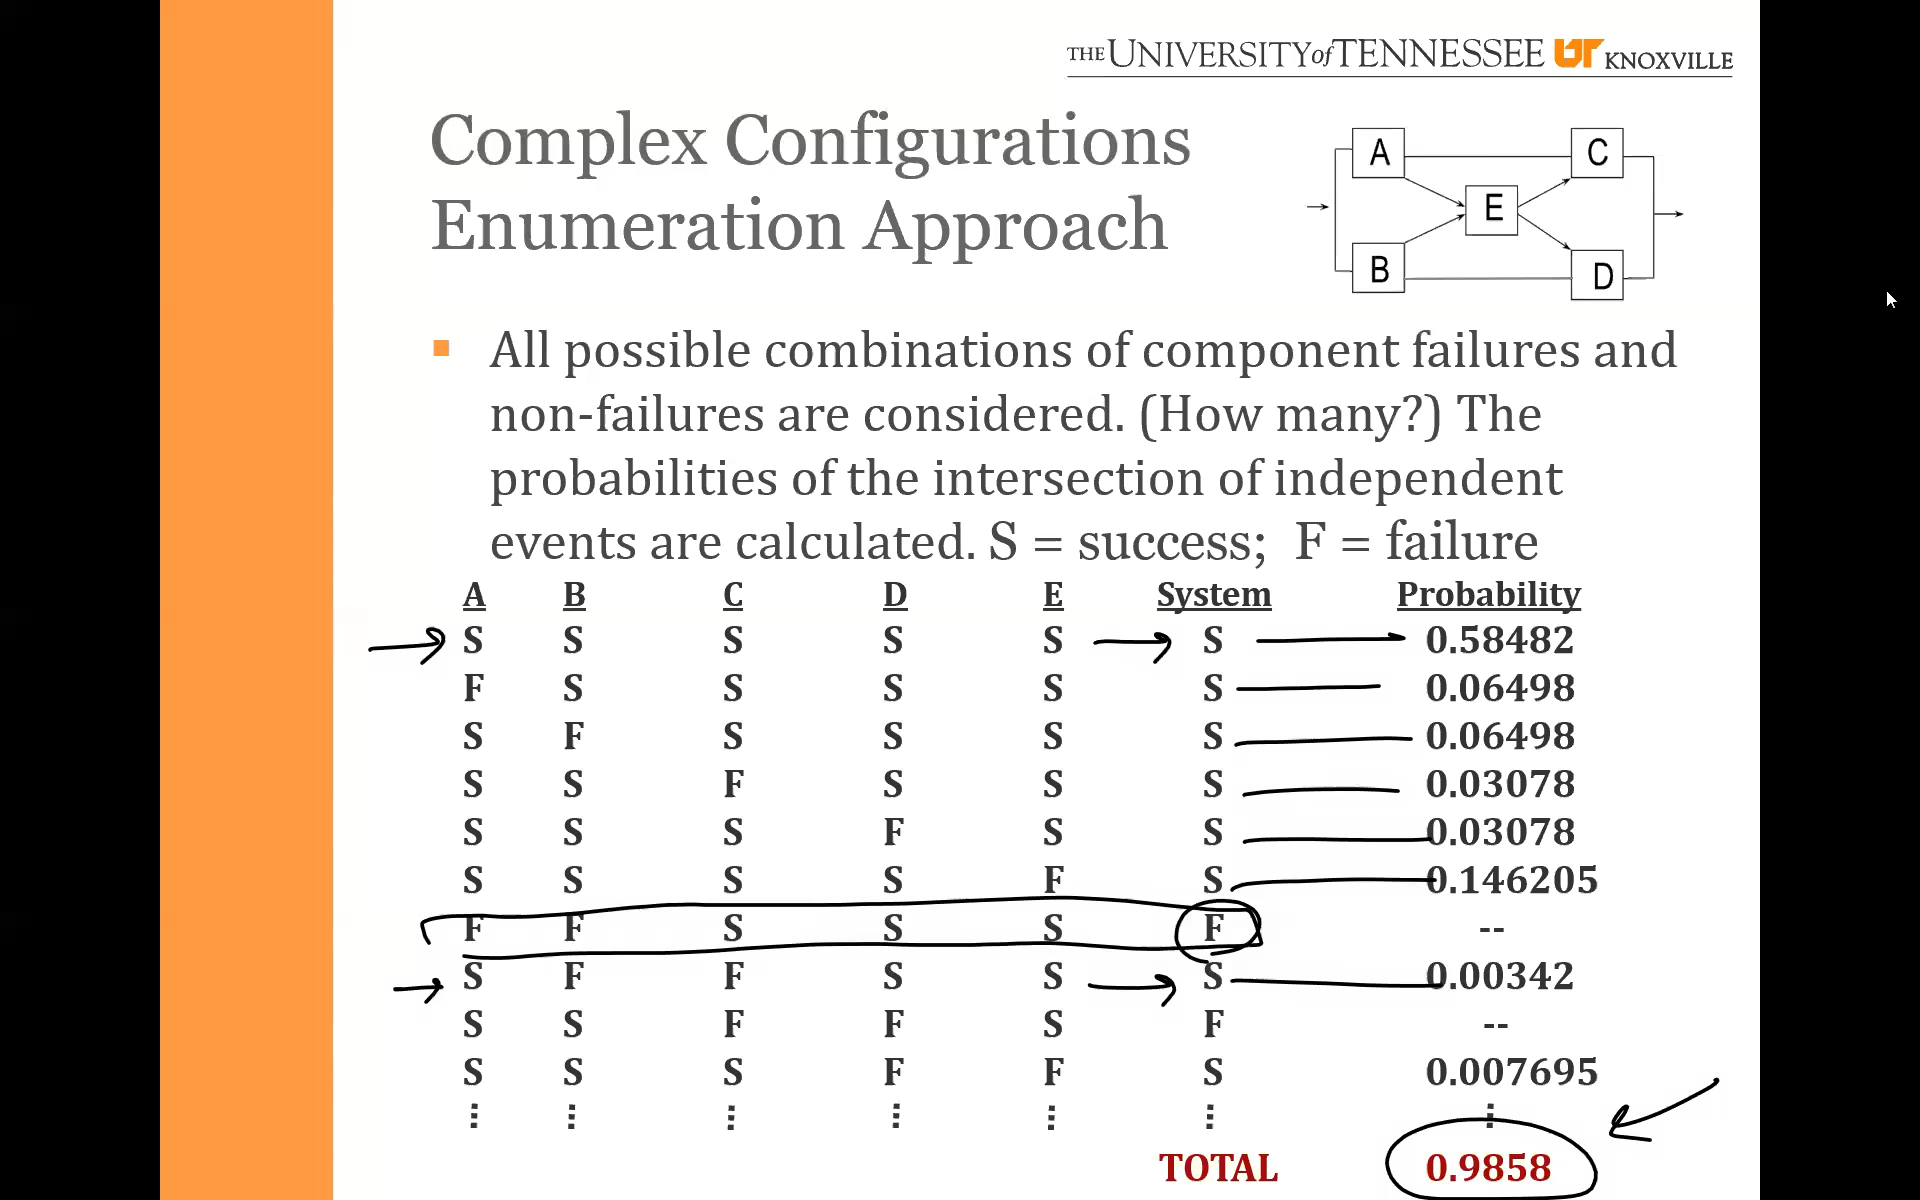 THE UNIVERSITY of TENNESSEE UT KNOXVILLE
Complex Configurations
Enumeration Approach
A C
E
B D
All possible combinations of component failures and
non-failures are considered. (How many?) The
probabilities of the intersection of independent
events are calculated. S = success; F = failure
A B C D E System Probability
S S S S S S 0.58482
F S S S S S 0.06498
S F S S S S 0.06498
S S F S S S 0.03078
S S S F S S 0.03078
S S S S F S 0.146205
F F S S S F --
S F F S S S 0.00342
S S F F S F --
S S S F F S 0.007695
⋮ ⋮ ⋮ ⋮ ⋮ ⋮ ⋮
TOTAL 0.9858